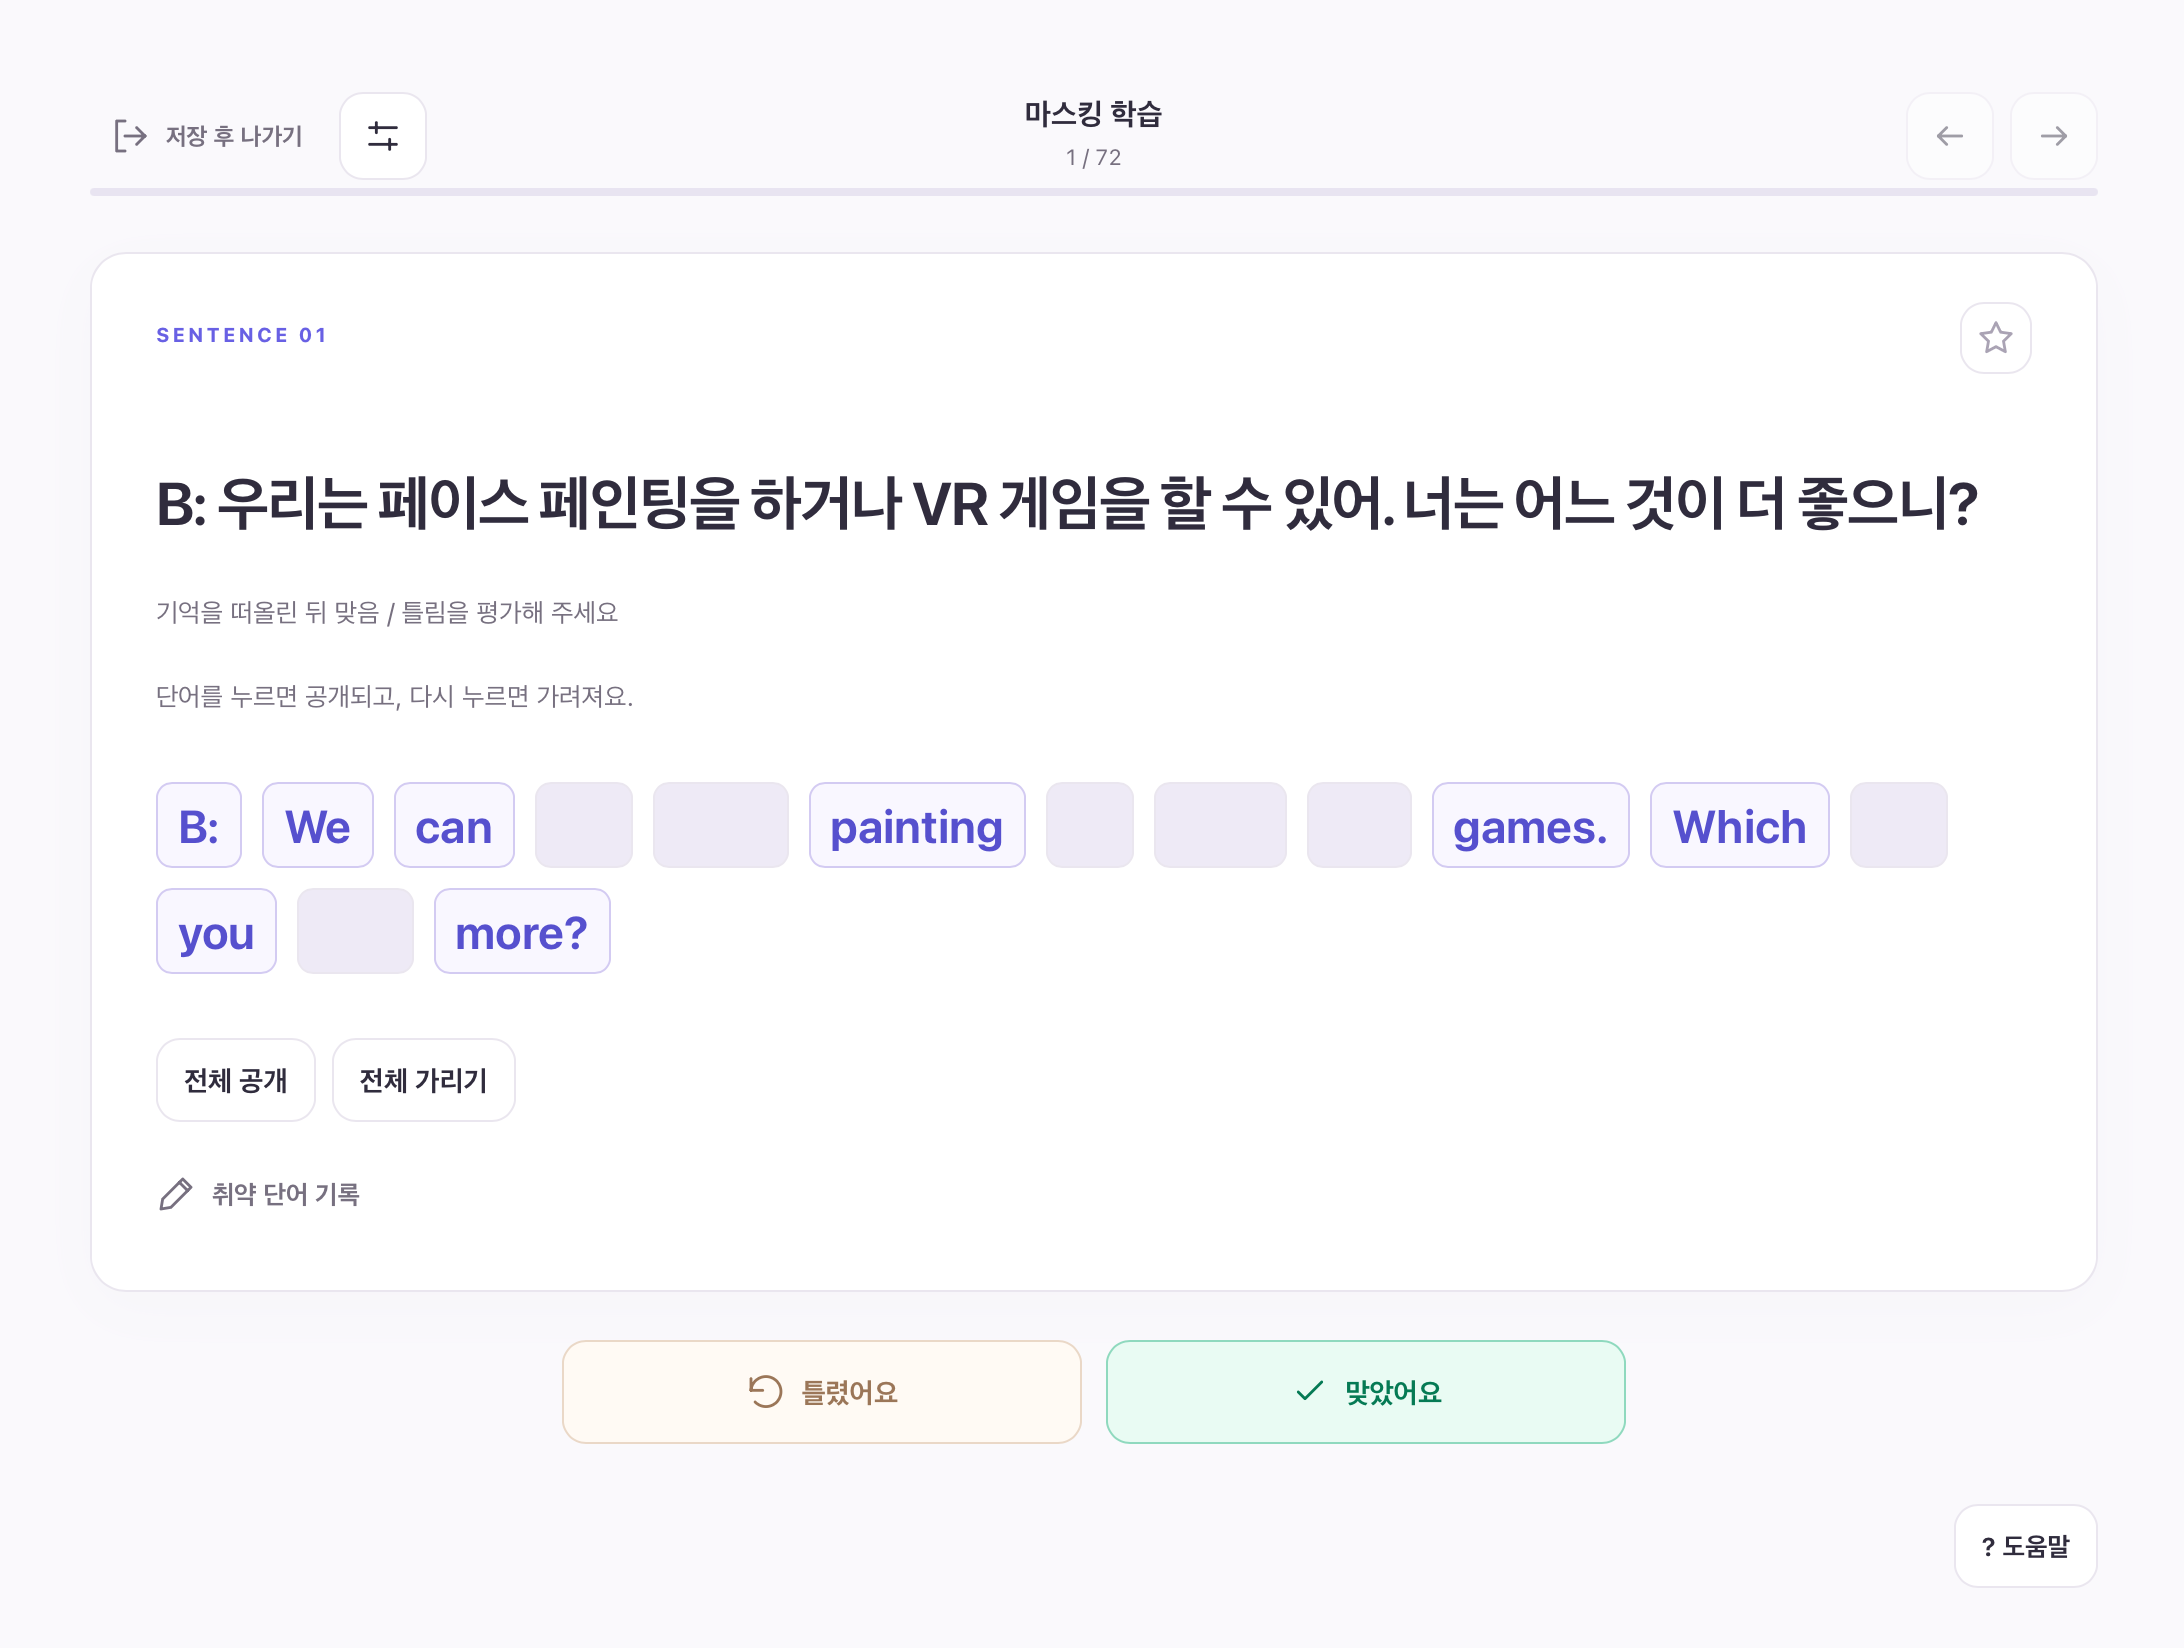 저장 후 나가기
마스킹 학습
1 / 72
SENTENCE 01
B: 우리는 페이스 페인팅을 하거나 VR 게임을 할 수 있어. 너는 어느 것이 더 좋으니?
기억을 떠올린 뒤 맞음 / 틀림을 평가해 주세요
단어를 누르면 공개되고, 다시 누르면 가려져요.
B: We can painting games. Which
you more?
전체 공개 전체 가리기
취약 단어 기록
틀렸어요 맞았어요
? 도움말